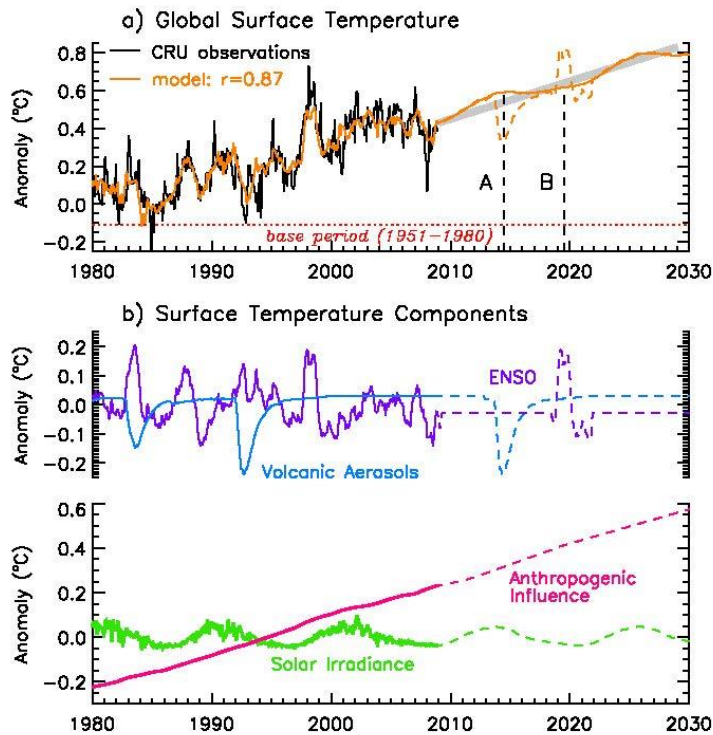 a) Global Surface Temperature
0.8
0.6
0.4
0.2
0.0
-0.2
Anomaly (°C)
CRU observations
model: r=0.87
A
B
base period (1951-1980)
1980
1990
2000
2010
2020
2030
b) Surface Temperature Components
0.2
0.1
0.0
-0.1
-0.2
Anomaly (°C)
ENSO
Volcanic Aerasols
0.6
0.4
0.2
0.0
-0.2
Anomaly (°C)
Anthropogenic
Influence
Solar Irradiance
1980
1990
2000
2010
2020
2030